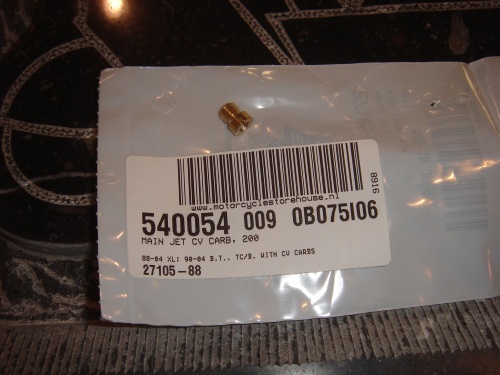 www.motorcyclestorehouse.nl
8916
540054 009 0B075I06
MAIN JET CV CARB, 200
88-04 XL; 90-04 B.T., TC/B. WITH CV CARBS
27105-88